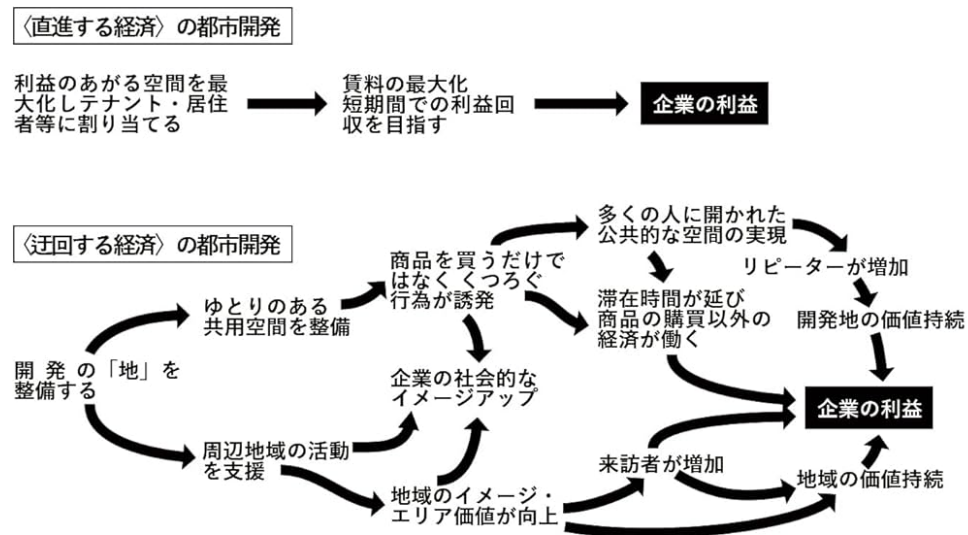 〈直進する経済〉の都市開発
利益のあがる空間を最
大化しテナント・居住
者等に割り当てる
賃料の最大化
短期間での利益回
収を目指す
企業の利益
〈迂回する経済〉の都市開発
開発の「地」を
整備する
ゆとりのある
共用空間を整備
周辺地域の活動
を支援
商品を買うだけで
はなく くつろぐ
行為が誘発
企業の社会的な
イメージアップ
地域のイメージ・
エリア価値が向上
多くの人に開かれた
公共的な空間の実現
滞在時間が延び
商品の購買以外の
経済が働く
来訪者が増加
リピーターが増加
開発地の価値持続
企業の利益
地域の価値持続